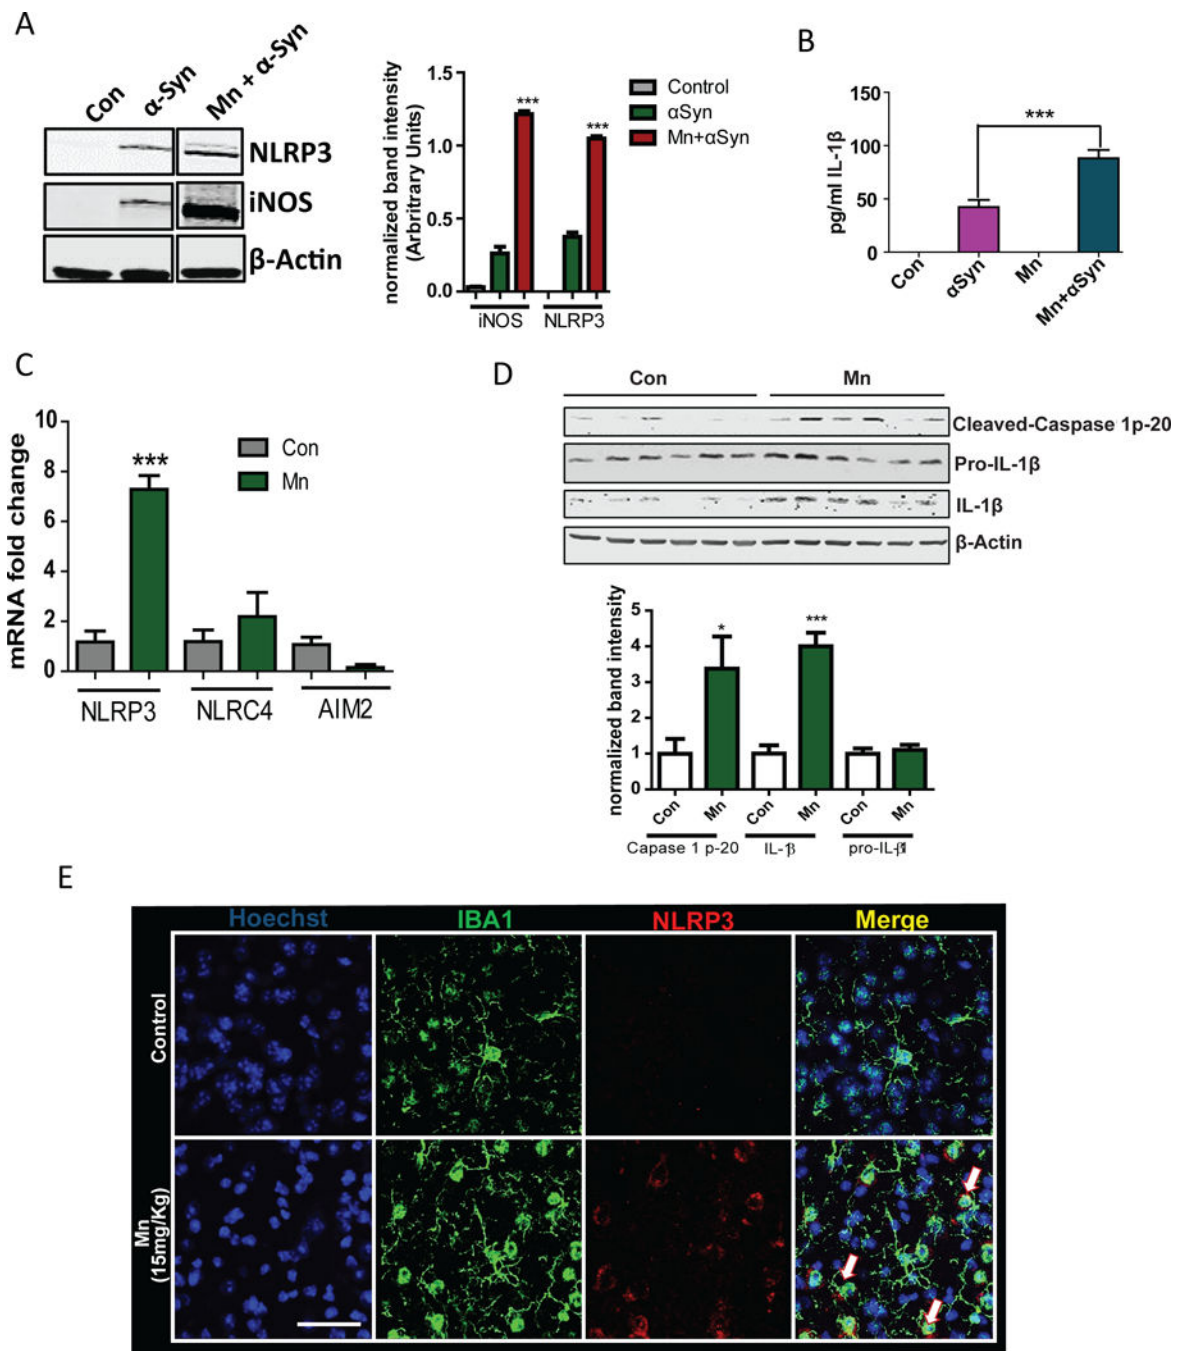 A
Con
α-Syn
Mn + α-Syn
NLRP3
iNOS
β-Actin
normalized band intensity
(Arbritrary Units)
1.5
1.0
0.5
0.0
***
***
iNOS
NLRP3
Control
αSyn
Mn+αSyn
B
pg/ml IL-1β
150
100
50
0
***
Con
αSyn
Mn
Mn+αSyn
C
mRNA fold change
10
8
6
4
2
0
***
Con
Mn
NLRP3
NLRC4
AIM2
D
Con
Mn
Cleaved-Caspase 1p-20
Pro-IL-1β
IL-1β
β-Actin
normalized band intensity
5
4
3
2
1
0
*
***
Con
Mn
Con
Mn
Con
Mn
Capase 1 p-20
IL-1β
pro-IL-β1
E
Hoechst
IBA1
NLRP3
Merge
Control
Mn
(15mg/Kg)